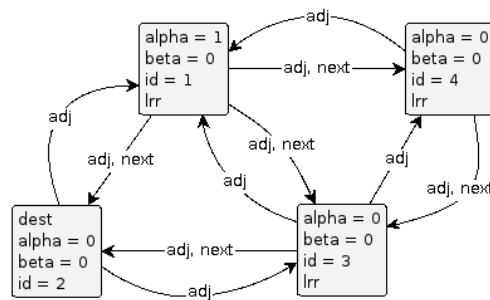 adj
alpha = 1
beta = 0
id = 1
lrr
alpha = 0
beta = 0
id = 4
lrr
adj, next
adj
adj, next
adj, next
adj
adj
adj, next
dest
alpha = 0
beta = 0
id = 2
alpha = 0
beta = 0
id = 3
lrr
adj, next
adj